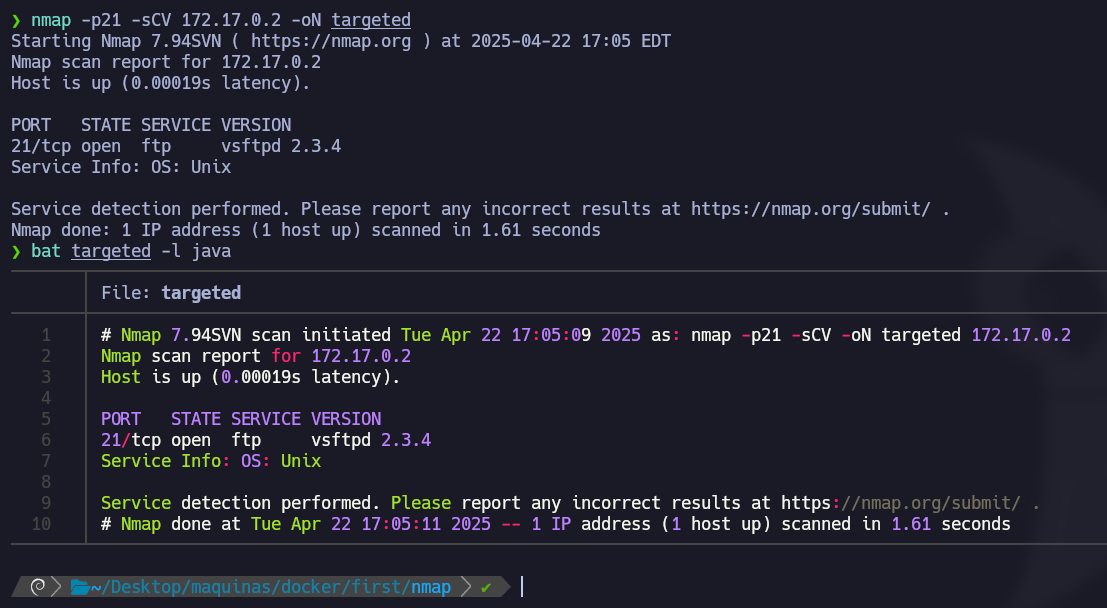 ❯ nmap -p21 -sCV 172.17.0.2 -oN targeted
Starting Nmap 7.94SVN ( https://nmap.org ) at 2025-04-22 17:05 EDT
Nmap scan report for 172.17.0.2
Host is up (0.00019s latency).
PORT   STATE SERVICE VERSION
21/tcp open  ftp     vsftpd 2.3.4
Service Info: OS: Unix
Service detection performed. Please report any incorrect results at https://nmap.org/submit/ .
Nmap done: 1 IP address (1 host up) scanned in 1.61 seconds
❯ bat targeted -l java
File: targeted
1 # Nmap 7.94SVN scan initiated Tue Apr 22 17:05:09 2025 as: nmap -p21 -sCV -oN targeted 172.17.0.2
2 Nmap scan report for 172.17.0.2
3 Host is up (0.00019s latency).
4
5 PORT   STATE SERVICE VERSION
6 21/tcp open  ftp     vsftpd 2.3.4
7 Service Info: OS: Unix
8
9 Service detection performed. Please report any incorrect results at https://nmap.org/submit/ .
10 # Nmap done at Tue Apr 22 17:05:11 2025 -- 1 IP address (1 host up) scanned in 1.61 seconds
~/Desktop/maquinas/docker/first/nmap ✔